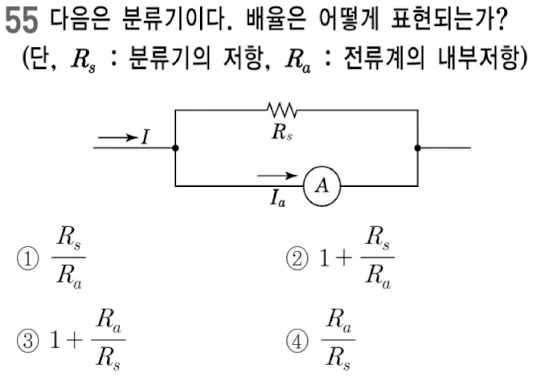 55 다음은 분류기이다. 배율은 어떻게 표현되는가?
(단, Rₛ : 분류기의 저항, Rₐ : 전류계의 내부저항)
I
Rₛ
A
Iₐ
① Rₛ/Rₐ ② 1+Rₛ/Rₐ
③ 1+Rₐ/Rₛ ④ Rₐ/Rₛ